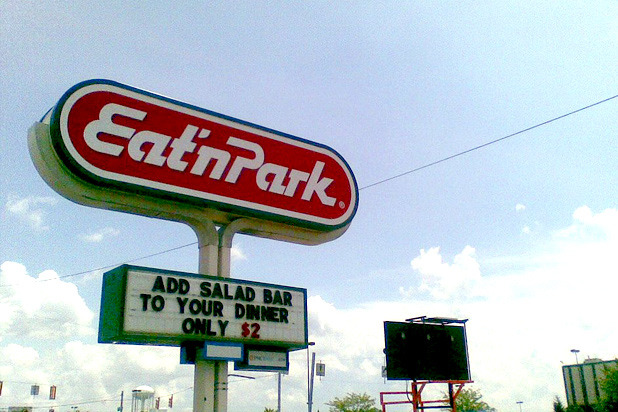 Eat'nPark®
ADD SALAD BAR
TO YOUR DINNER
ONLY $2